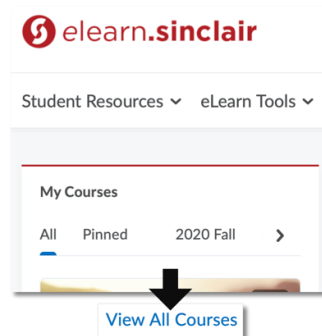 elearn.sinclair
Student Resources eLearn Tools
My Courses
All Pinned 2020 Fall
View All Courses